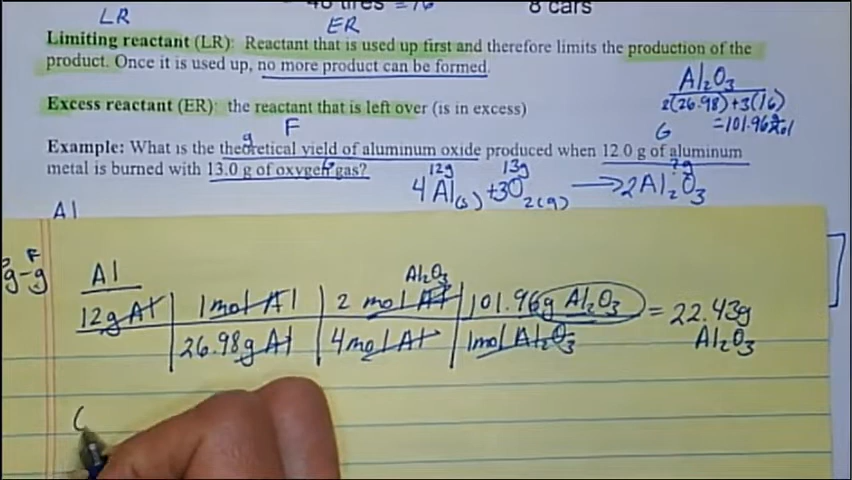 48 tires = 76
8 cars
LR
ER
Limiting reactant (LR): Reactant that is used up first and therefore limits the production of the
product. Once it is used up, no more product can be formed.
Al₂O₃
2(26.98)+3(16)
Excess reactant (ER): the reactant that is left over (is in excess)
G
F
g
Example: What is the theoretical yield of aluminum oxide produced when 12.0 g of aluminum
metal is burned with 13.0 g of oxygen gas?
12g 13g ?g
4Al(s) + 3O₂(g) → 2Al₂O₃
Al
g-g
F
Al
Al₂O₃
12g Al 1mol Al 2 mol 101.96g Al₂O₃ = 22.43g
26.98g Al 4mol Al 1mol Al₂O₃ Al₂O₃